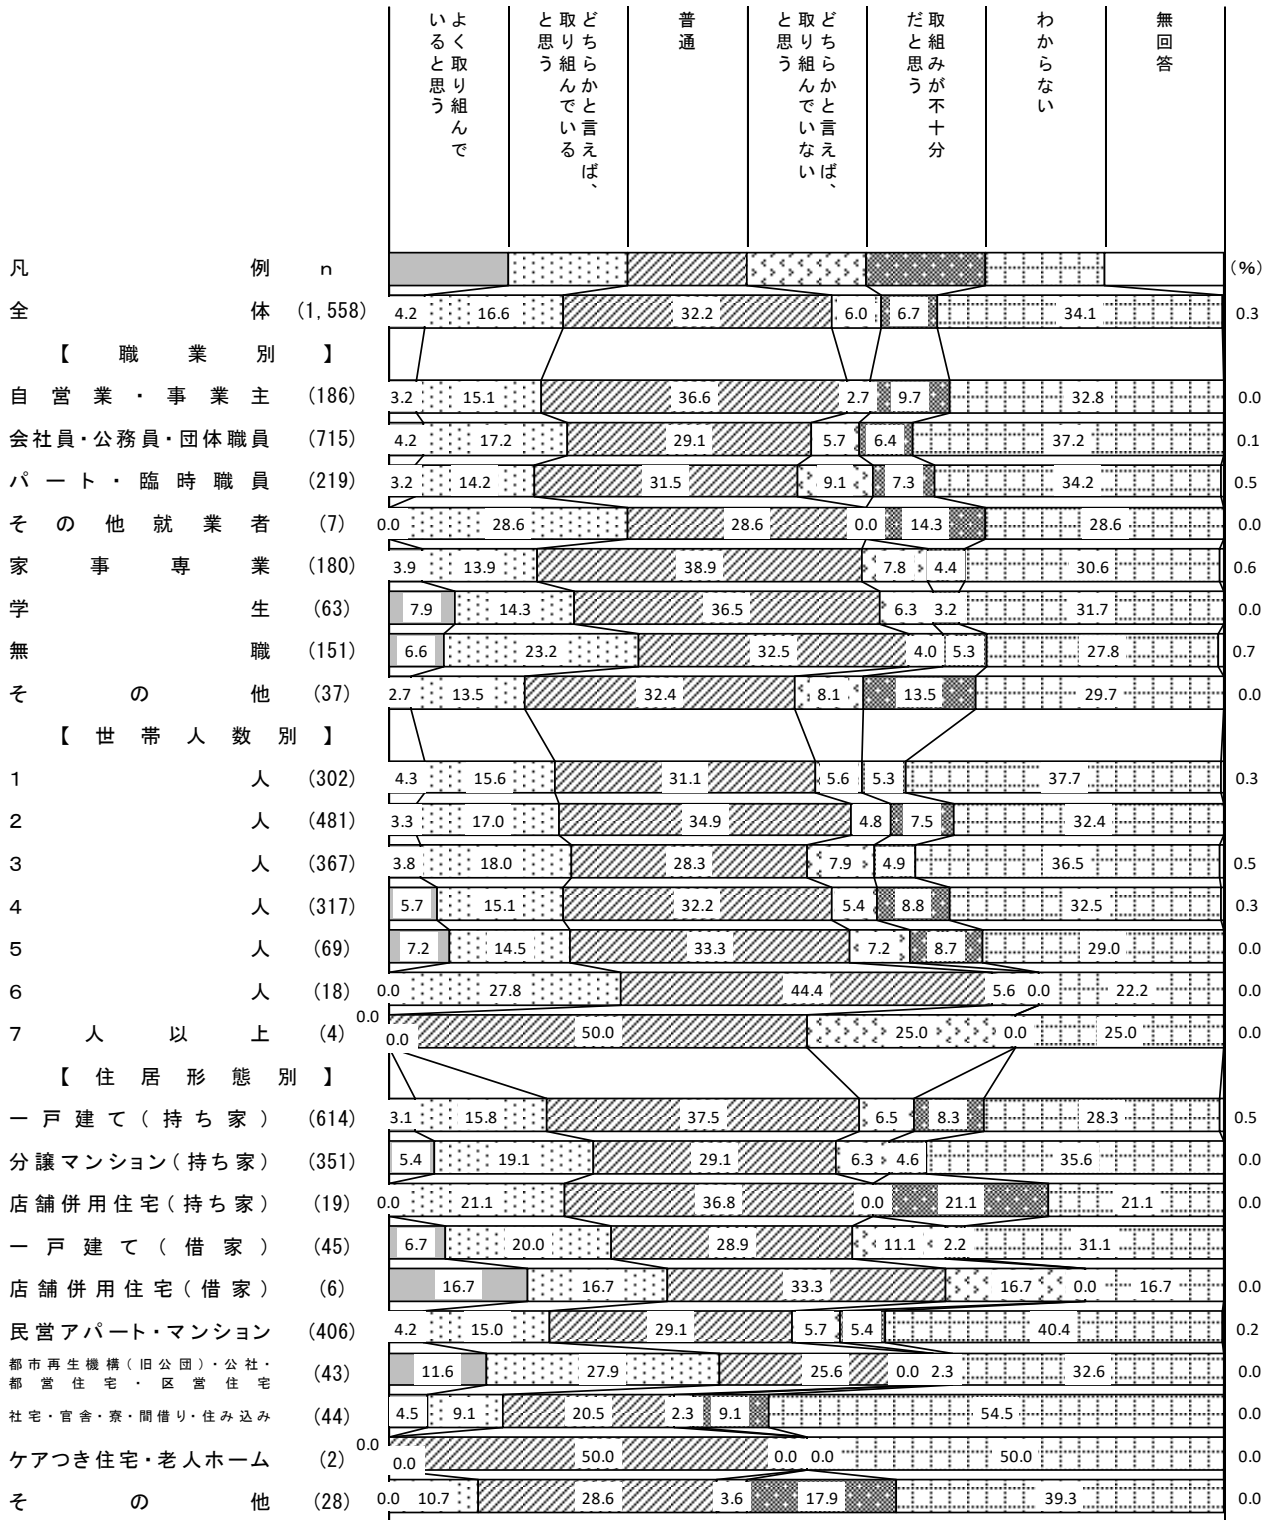 よく取り組んで
いると思う
どちらかと言えば、
取り組んでいる
と思う
普通
どちらかと言えば、
取り組んでいない
と思う
取組みが不十分
だと思う
わからない
無回答
凡例 n (%)
全体 (1,558) 4.2 16.6 32.2 6.0 6.7 34.1 0.3
【職業別】
自営業・事業主 (186) 3.2 15.1 36.6 2.7 9.7 32.8 0.0
会社員・公務員・団体職員 (715) 4.2 17.2 29.1 5.7 6.4 37.2 0.1
パート・臨時職員 (219) 3.2 14.2 31.5 9.1 7.3 34.2 0.5
その他就業者 (7) 0.0 28.6 28.6 0.0 14.3 28.6 0.0
家事専業 (180) 3.9 13.9 38.9 7.8 4.4 30.6 0.6
学生 (63) 7.9 14.3 36.5 6.3 3.2 31.7 0.0
無職 (151) 6.6 23.2 32.5 4.0 5.3 27.8 0.7
その他 (37) 2.7 13.5 32.4 8.1 13.5 29.7 0.0
【世帯人数別】
1人 (302) 4.3 15.6 31.1 5.6 5.3 37.7 0.3
2人 (481) 3.3 17.0 34.9 4.8 7.5 32.4 0.0
3人 (367) 3.8 18.0 28.3 7.9 4.9 36.5 0.5
4人 (317) 5.7 15.1 32.2 5.4 8.8 32.5 0.3
5人 (69) 7.2 14.5 33.3 7.2 8.7 29.0 0.0
6人 (18) 0.0 27.8 44.4 5.6 0.0 22.2 0.0
7人以上 (4) 0.0 0.0 50.0 25.0 0.0 25.0 0.0
【住居形態別】
一戸建て(持ち家) (614) 3.1 15.8 37.5 6.5 8.3 28.3 0.5
分譲マンション(持ち家) (351) 5.4 19.1 29.1 6.3 4.6 35.6 0.0
店舗併用住宅(持ち家) (19) 0.0 21.1 36.8 0.0 21.1 21.1 0.0
一戸建て(借家) (45) 6.7 20.0 28.9 11.1 2.2 31.1 0.0
店舗併用住宅(借家) (6) 16.7 16.7 33.3 16.7 0.0 16.7 0.0
民営アパート・マンション (406) 4.2 15.0 29.1 5.7 5.4 40.4 0.2
都市再生機構(旧公団)・公社・
都営住宅・区営住宅 (43) 11.6 27.9 25.6 0.0 2.3 32.6 0.0
社宅・官舎・寮・間借り・住み込み (44) 4.5 9.1 20.5 2.3 9.1 54.5 0.0
ケアつき住宅・老人ホーム (2) 0.0 0.0 50.0 0.0 0.0 50.0 0.0
その他 (28) 0.0 10.7 28.6 3.6 17.9 39.3 0.0